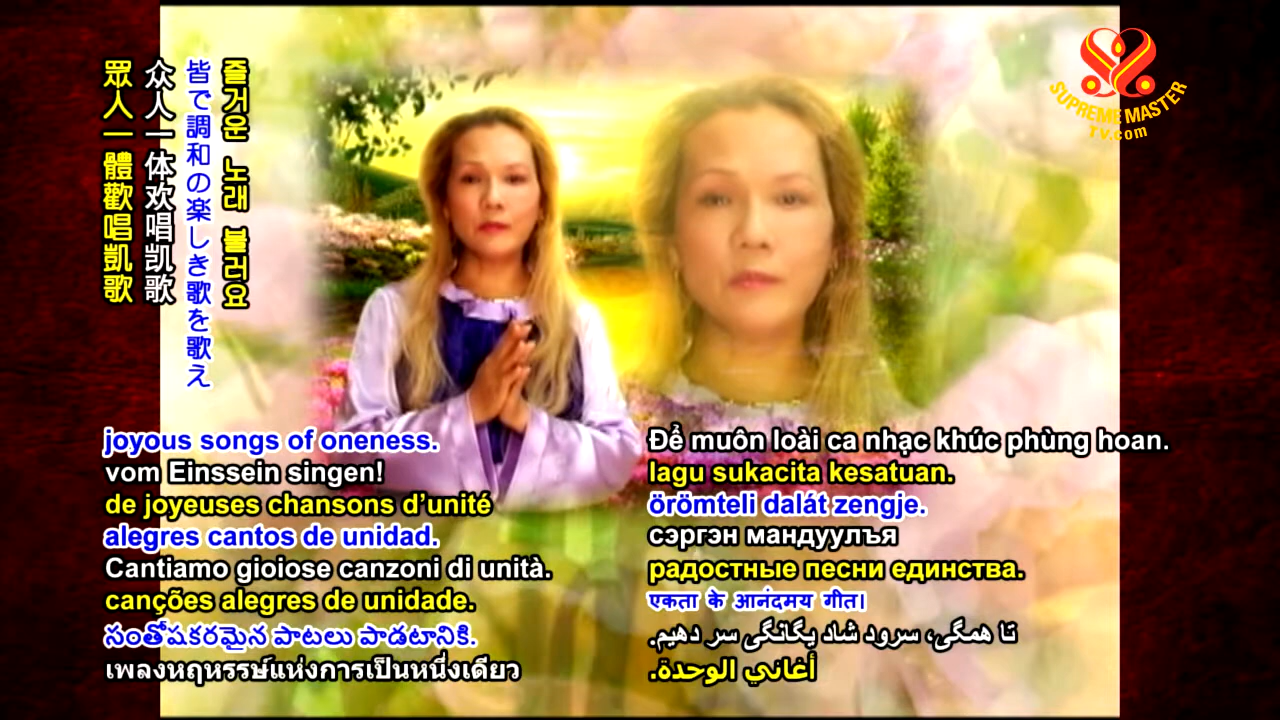 眾人一體歡唱凱歌
众人一体欢唱凯歌
皆で調和の楽しき歌を歌え
즐거운 노래 불러요
SUPREME MASTER
TV.com
joyous songs of oneness.
vom Einssein singen!
de joyeuses chansons d’unité
alegres cantos de unidad.
Cantiamo gioiose canzoni di unità.
canções alegres de unidade.
సంతోషకరమైన పాటలు పాడటానికి.
เพลงหฤหรรษ์แห่งการเป็นหนึ่งเดียว
Để muôn loài ca nhạc khúc phùng hoan.
lagu sukacita kesatuan.
örömteli dalát zengje.
сэргэн мандуулъя
радостные песни единства.
एकता के आनंदमय गीत।
تا همگی، سرود شاد یگانگی سر دهیم.
أغاني الوحدة.